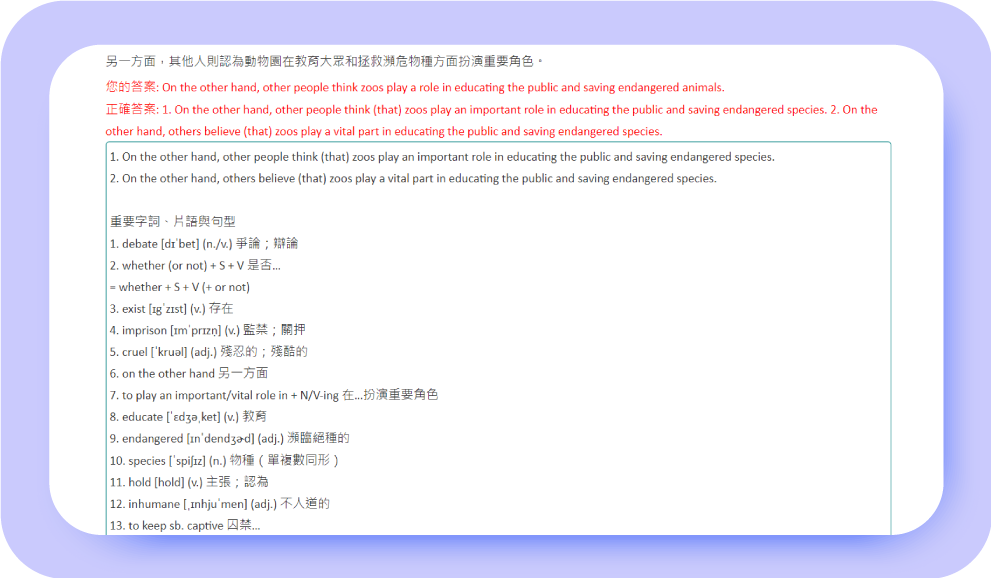 另一方面，其他人則認為動物園在教育大眾和拯救瀕危物種方面扮演重要角色。
您的答案: On the other hand, other people think zoos play a role in educating the public and saving endangered animals.
正確答案: 1. On the other hand, other people think (that) zoos play an important role in educating the public and saving endangered species. 2. On the
other hand, others believe (that) zoos play a vital part in educating the public and saving endangered species.
1. On the other hand, other people think (that) zoos play an important role in educating the public and saving endangered species.
2. On the other hand, others believe (that) zoos play a vital part in educating the public and saving endangered species.
重要字詞、片語與句型
1. debate [dɪˋbet] (n./v.) 爭論；辯論
2. whether (or not) + S + V 是否...
= whether + S + V (+ or not)
3. exist [ɪgˋzɪst] (v.) 存在
4. imprison [ɪmˋprɪzn̩] (v.) 監禁；關押
5. cruel [ˋkruəl] (adj.) 殘忍的；殘酷的
6. on the other hand 另一方面
7. to play an important/vital role in + N/V-ing 在...扮演重要角色
8. educate [ˋɛdʒəˌket] (v.) 教育
9. endangered [ɪnˋdendʒɚd] (adj.) 瀕臨絕種的
10. species [ˋspiʃɪz] (n.) 物種（單複數同形）
11. hold [hold] (v.) 主張；認為
12. inhumane [ˌɪnhjuˋmen] (adj.) 不人道的
13. to keep sb. captive 囚禁...